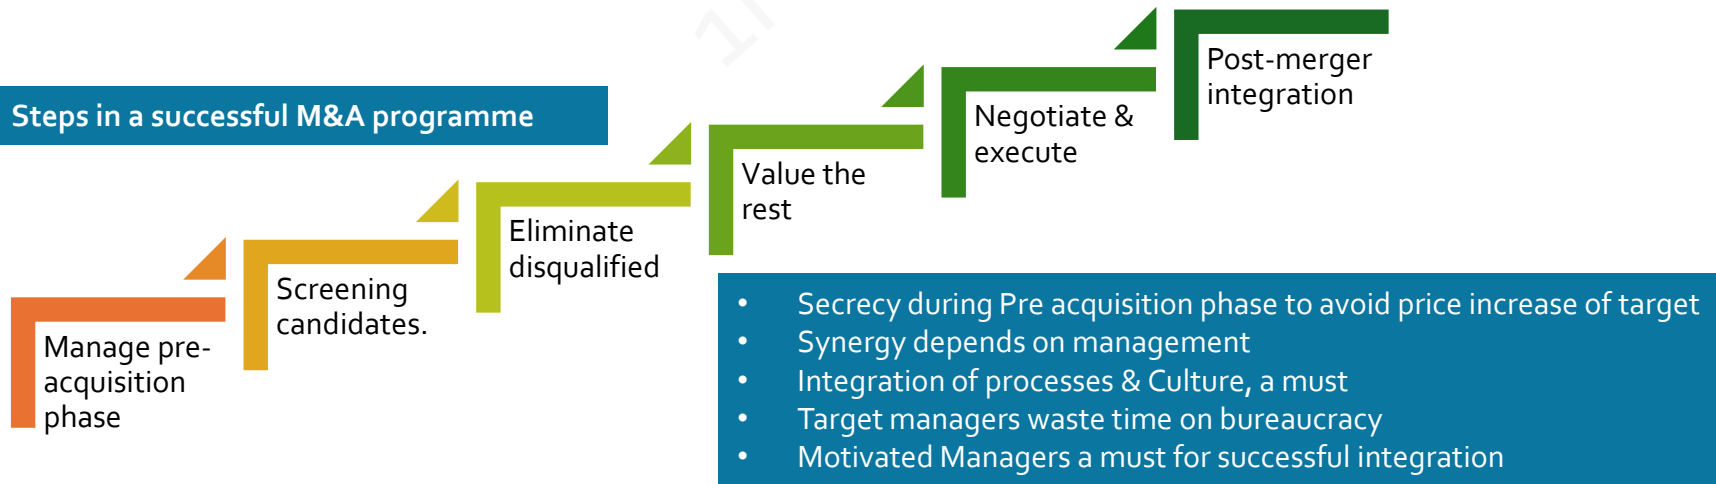 Steps in a successful M&A programme
Manage pre-
acquisition
phase
Screening
candidates.
Eliminate
disqualified
Value the
rest
Negotiate &
execute
Post-merger
integration
• Secrecy during Pre acquisition phase to avoid price increase of target
• Synergy depends on management
• Integration of processes & Culture, a must
• Target managers waste time on bureaucracy
• Motivated Managers a must for successful integration